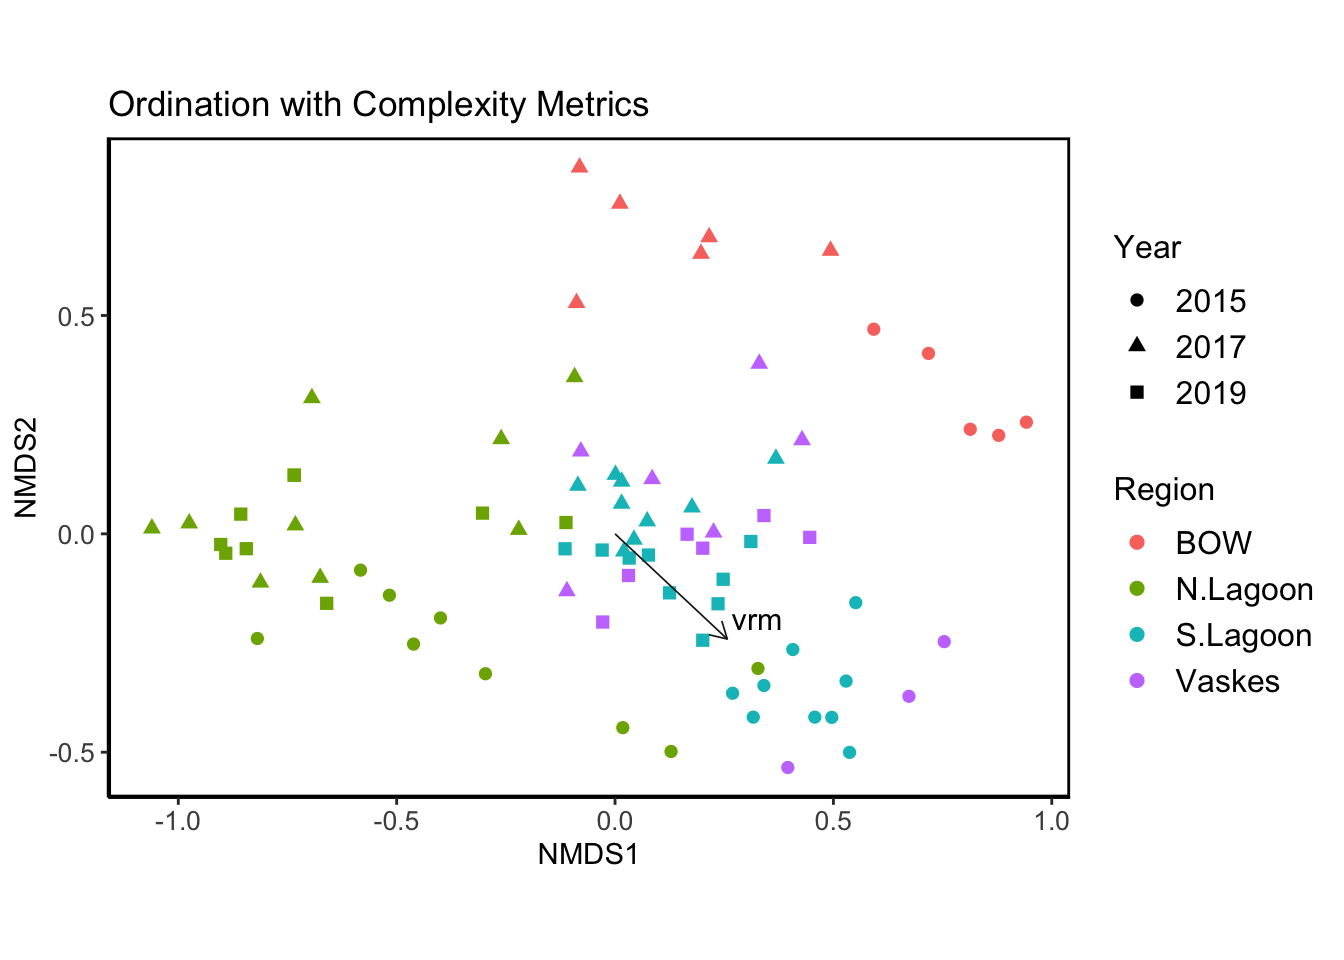 Ordination with Complexity Metrics
NMDS2
0.5
0.0
-0.5
vrm
-1.0
-0.5
0.0
0.5
1.0
NMDS1
Year
2015
2017
2019
Region
BOW
N.Lagoon
S.Lagoon
Vaskes